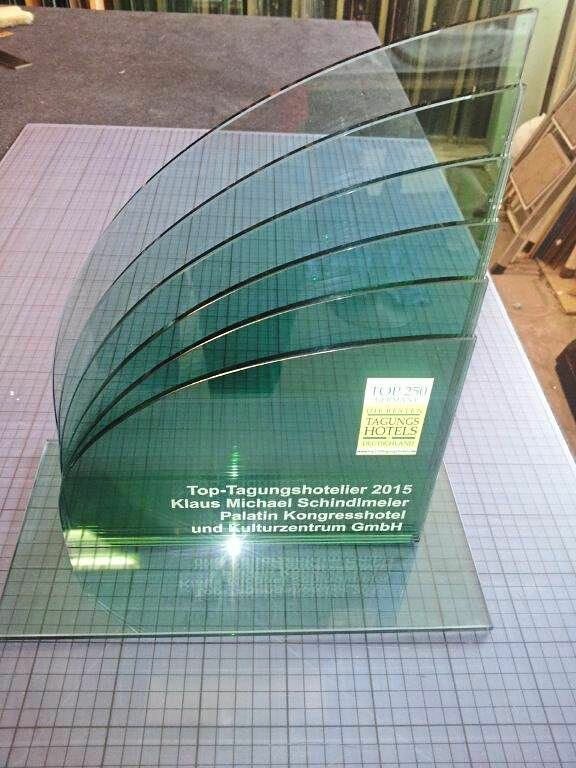 TOP 250
GERMANY
DIE BESTEN
TAGUNGS
HOTELS
DEUTSCHLAND
Top-Tagungshotelier 2015
Klaus Michael Schindlmeier
Palatin Kongresshotel
und Kulturzentrum GmbH